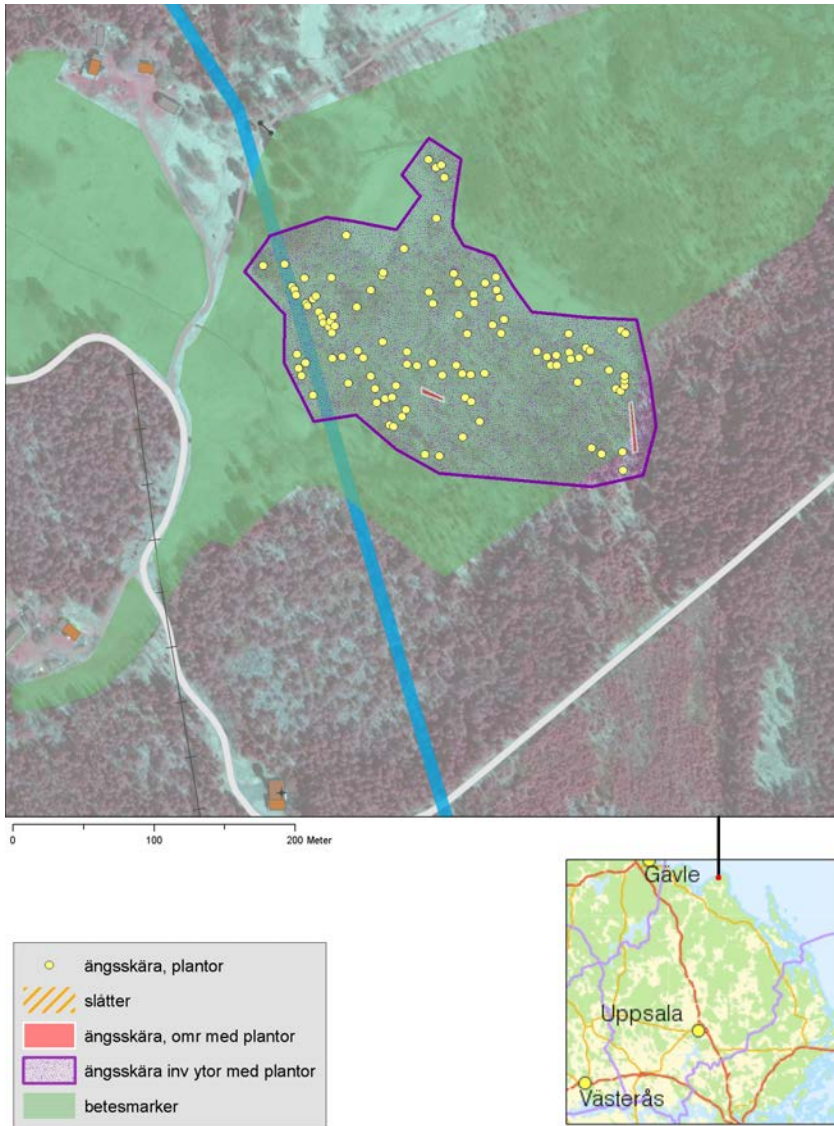 0 100 200 Meter
Gävle
Uppsala
Västerås
ängsskära, plantor
slåtter
ängsskära, omr med plantor
ängsskära inv ytor med plantor
betesmarker